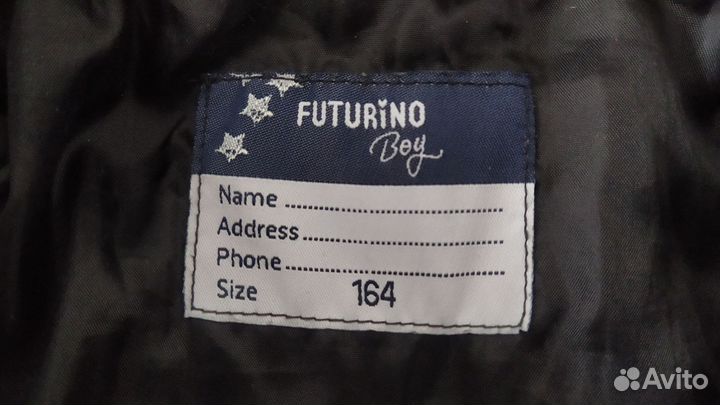 FUTURiNO
Boy
Name ........................................
Address ...................................
Phone .......................................
Size 164
Avito